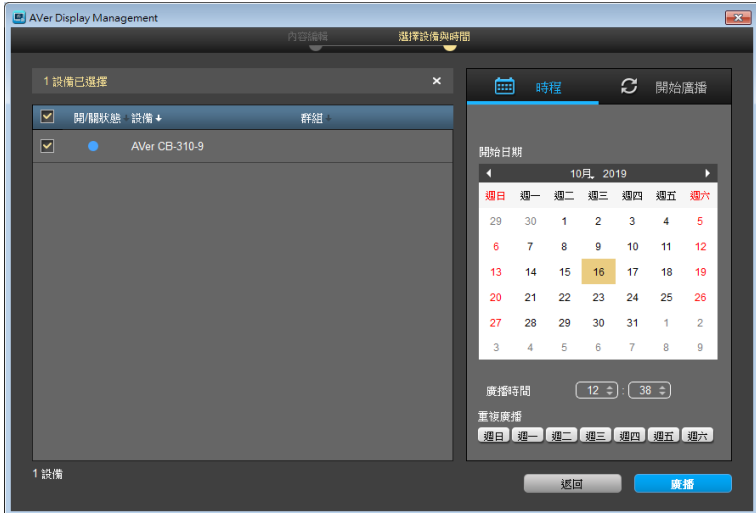 AVer Display Management
內容編輯 選擇設備與時間
1 設備已選擇
時程 開始廣播
開/關狀態 設備 群組
AVer CB-310-9
開始日期
10月, 2019
週日 週一 週二 週三 週四 週五 週六
29 30 1 2 3 4 5
6 7 8 9 10 11 12
13 14 15 16 17 18 19
20 21 22 23 24 25 26
27 28 29 30 31 1 2
3 4 5 6 7 8 9
廣播時間 12 : 38
重複廣播
週日 週一 週二 週三 週四 週五 週六
1 設備
返回 廣播